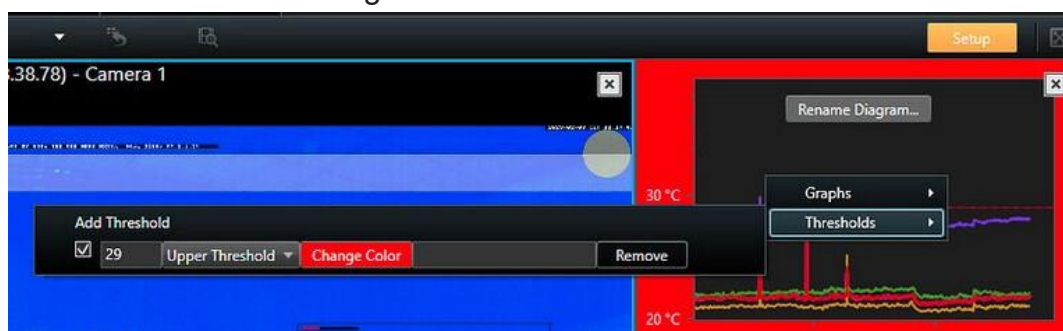 Setup
.38.78) - Camera 1
Rename Diagram...
30 °C
Graphs
Thresholds
Add Threshold
29 Upper Threshold Change Color Remove
20 °C